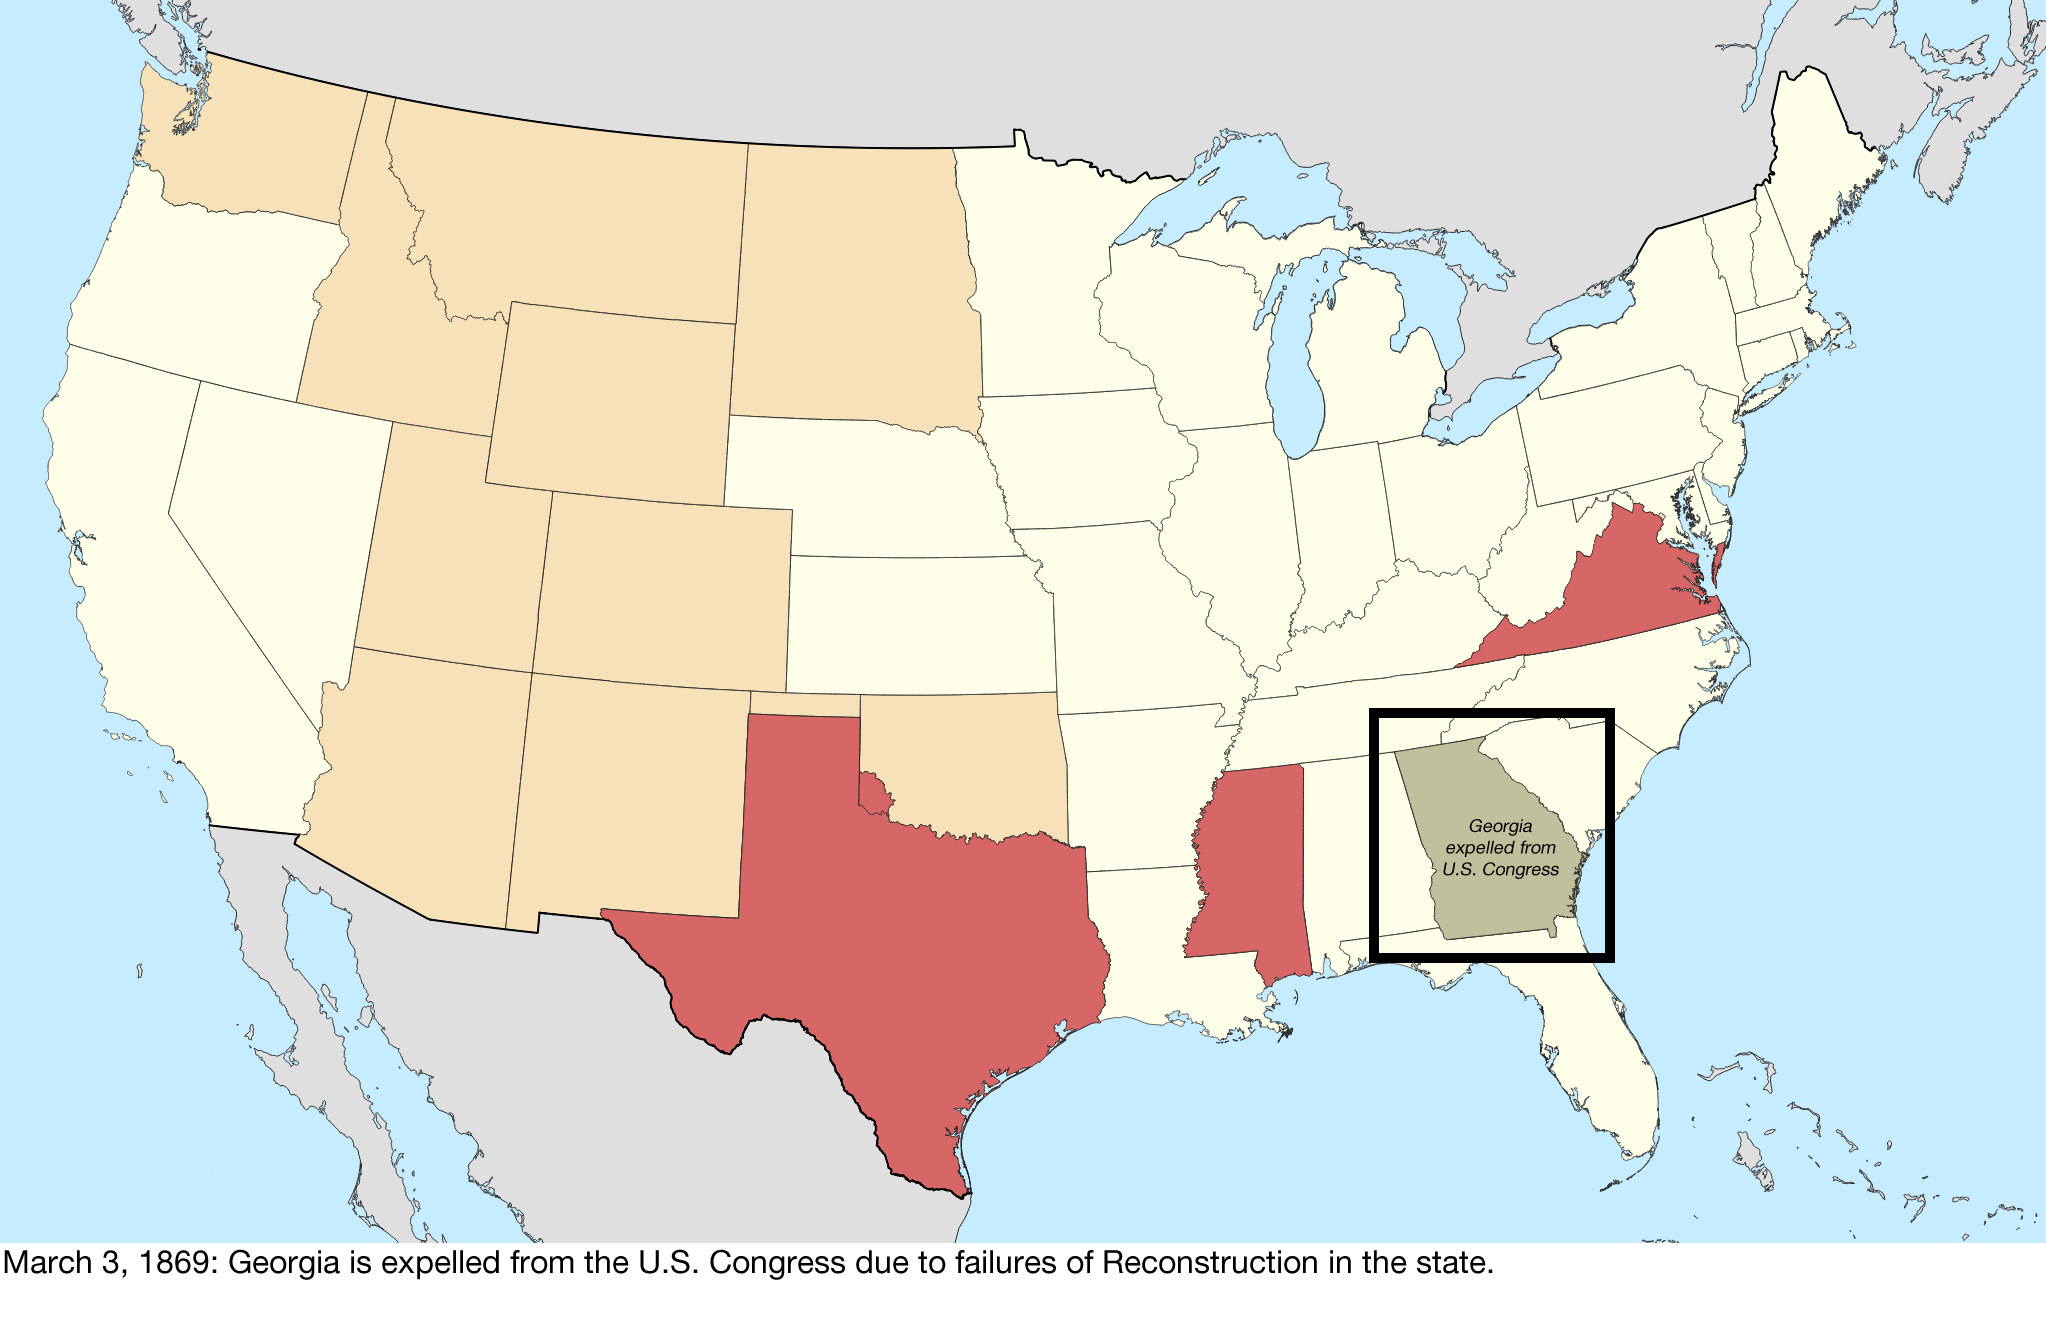 Georgia
expelled from
U.S. Congress
March 3, 1869: Georgia is expelled from the U.S. Congress due to failures of Reconstruction in the state.